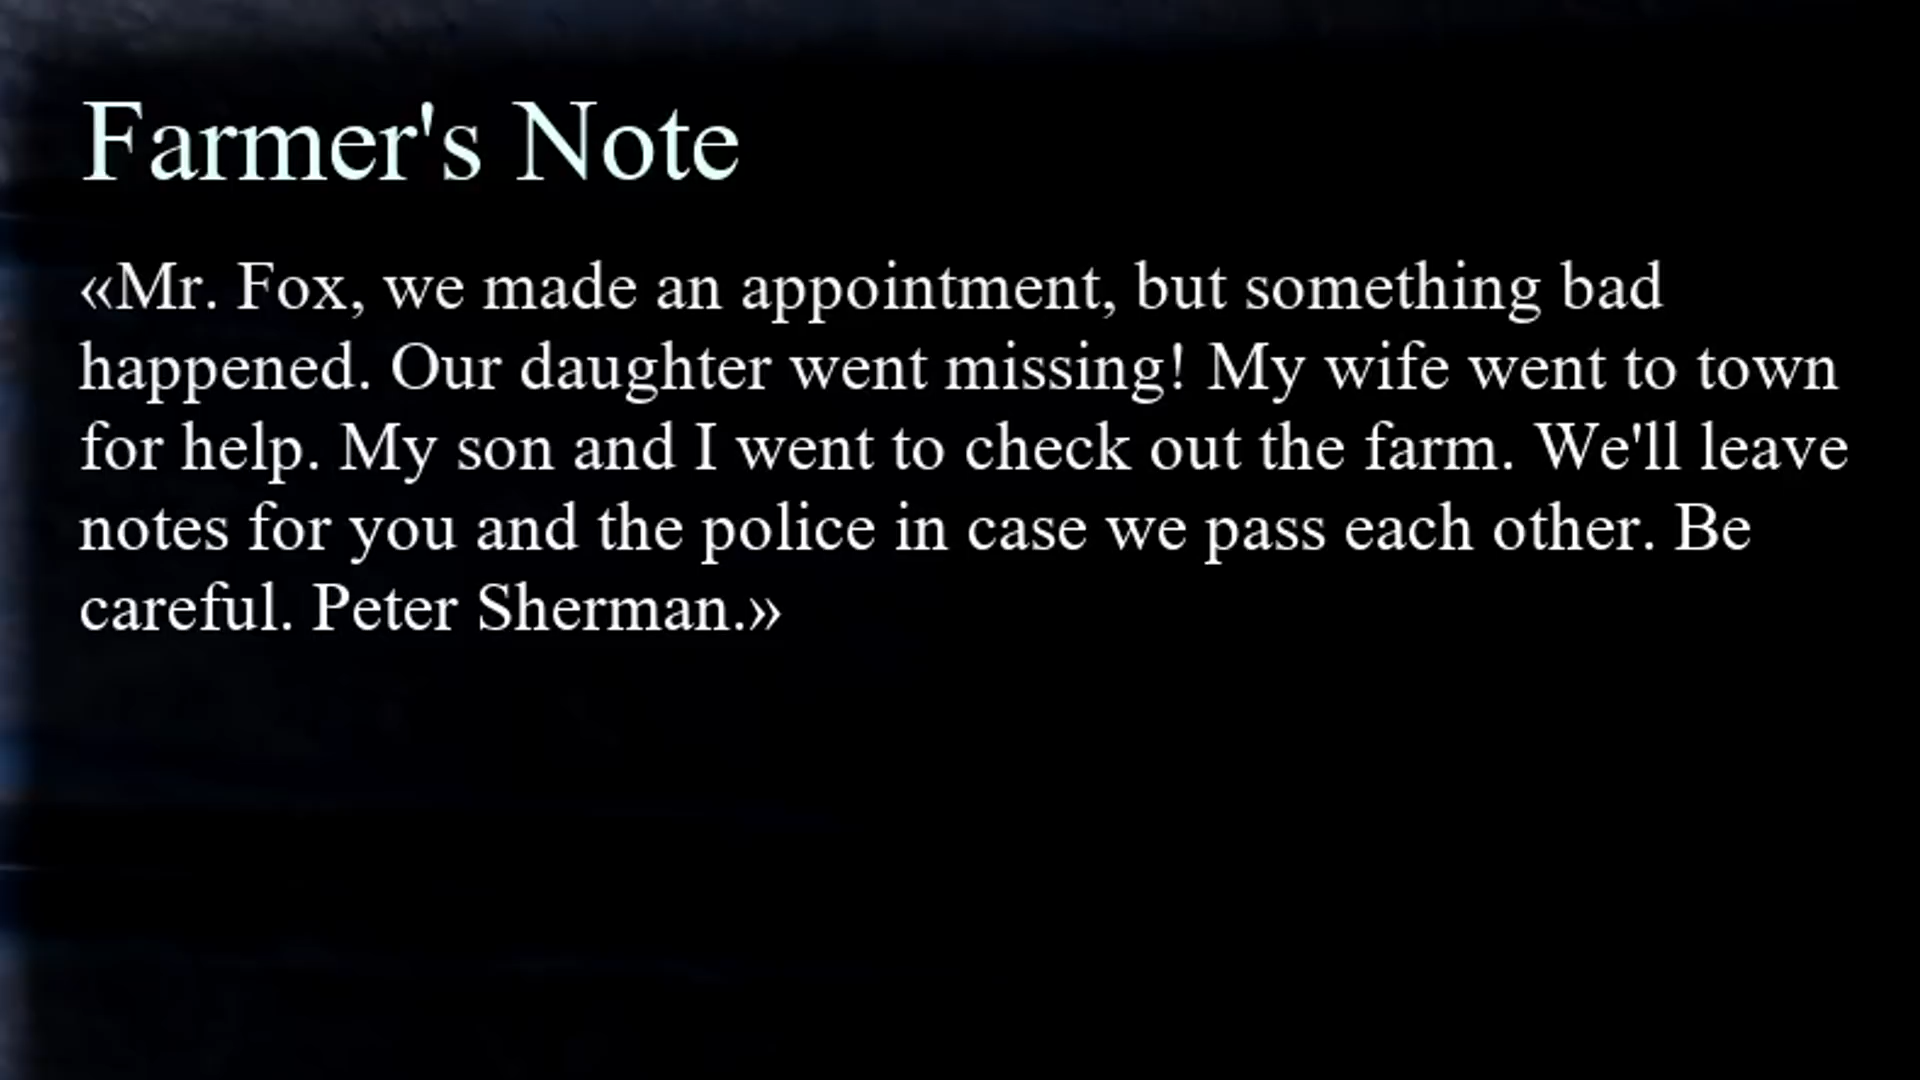 Farmer's Note
«Mr. Fox, we made an appointment, but something bad
happened. Our daughter went missing! My wife went to town
for help. My son and I went to check out the farm. We'll leave
notes for you and the police in case we pass each other. Be
careful. Peter Sherman.»